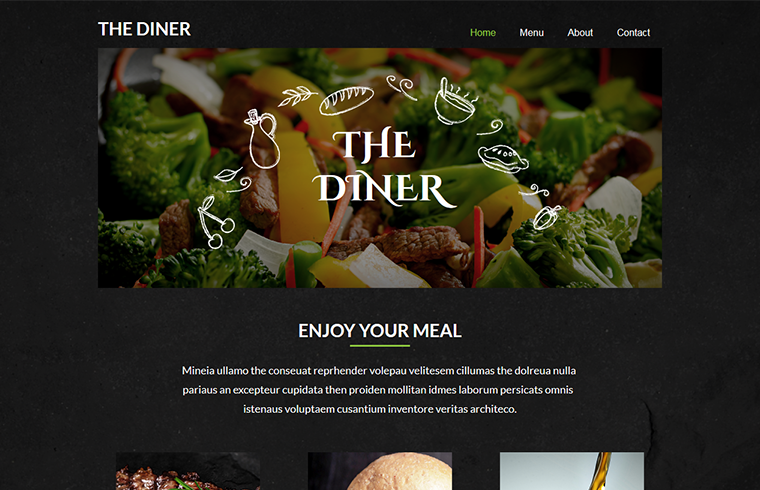 THE DINER
Home Menu About Contact
THE
DINER
ENJOY YOUR MEAL
Mineia ullamo the conseuat reprhender volepau velitesem cillumas the dolreua nulla
pariaus an excepteur cupidata then proiden mollitan idmes laborum persicats omnis
istenaus voluptaem cusantium inventore veritas architeco.